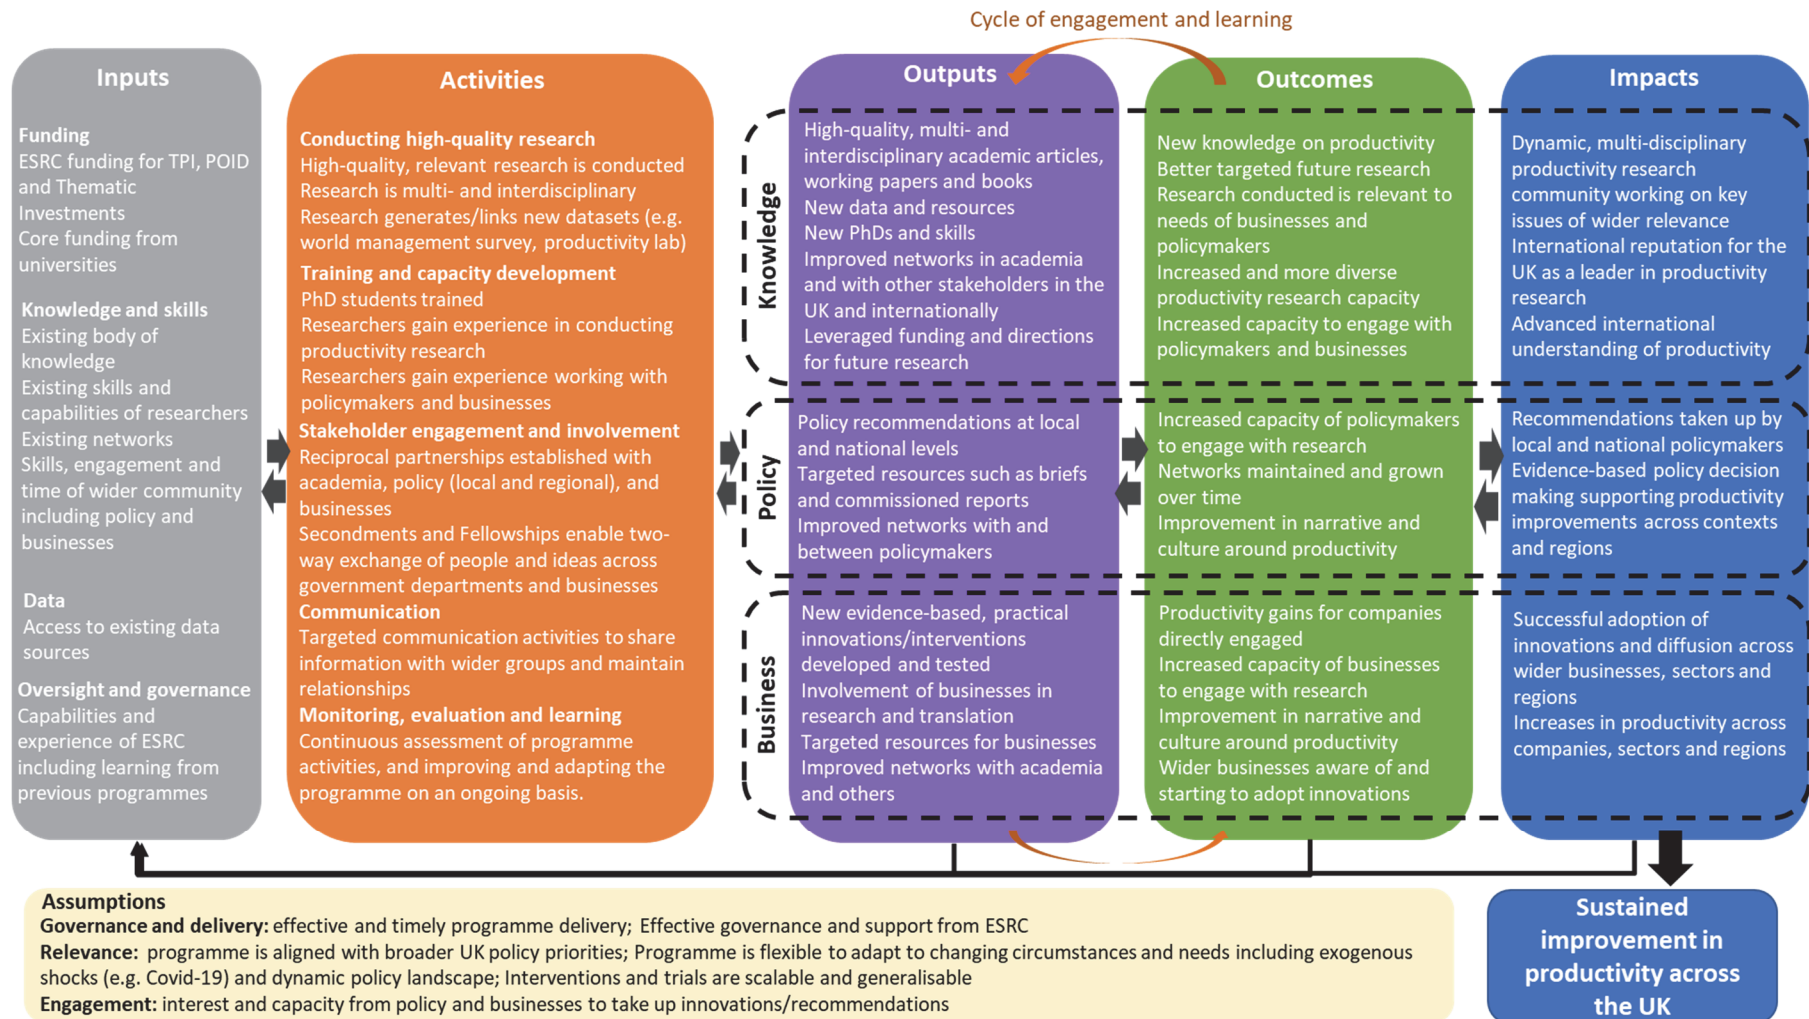 Cycle of engagement and learning
Inputs
Funding
ESRC funding for TPI, POID
and Thematic
Investments
Core funding from
universities
Knowledge and skills
Existing body of
knowledge
Existing skills and
capabilities of researchers
Existing networks
Skills, engagement and
time of wider community
including policy and
businesses
Data
Access to existing data
sources
Oversight and governance
Capabilities and
experience of ESRC
including learning from
previous programmes
Activities
Conducting high-quality research
High-quality, relevant research is conducted
Research is multi- and interdisciplinary
Research generates/links new datasets (e.g.
world management survey, productivity lab)
Training and capacity development
PhD students trained
Researchers gain experience in conducting
productivity research
Researchers gain experience working with
policymakers and businesses
Stakeholder engagement and involvement
Reciprocal partnerships established with
academia, policy (local and regional), and
businesses
Secondments and Fellowships enable two-
way exchange of people and ideas across
government departments and businesses
Communication
Targeted communication activities to share
information with wider groups and maintain
relationships
Monitoring, evaluation and learning
Continuous assessment of programme
activities, and improving and adapting the
programme on an ongoing basis.
Outputs
Knowledge
High-quality, multi- and
interdisciplinary academic articles,
working papers and books
New data and resources
New PhDs and skills
Improved networks in academia
and with other stakeholders in the
UK and internationally
Leveraged funding and directions
for future research
Policy
Policy recommendations at local
and national levels
Targeted resources such as briefs
and commissioned reports
Improved networks with and
between policymakers
Business
New evidence-based, practical
innovations/interventions
developed and tested
Involvement of businesses in
research and translation
Targeted resources for businesses
Improved networks with academia
and others
Outcomes
New knowledge on productivity
Better targeted future research
Research conducted is relevant to
needs of businesses and
policymakers
Increased and more diverse
productivity research capacity
Increased capacity to engage with
policymakers and businesses
Increased capacity of policymakers
to engage with research
Networks maintained and grown
over time
Improvement in narrative and
culture around productivity
Productivity gains for companies
directly engaged
Increased capacity of businesses
to engage with research
Improvement in narrative and
culture around productivity
Wider businesses aware of and
starting to adopt innovations
Impacts
Dynamic, multi-disciplinary
productivity research
community working on key
issues of wider relevance
International reputation for the
UK as a leader in productivity
research
Advanced international
understanding of productivity
Recommendations taken up by
local and national policymakers
Evidence-based policy decision
making supporting productivity
improvements across contexts
and regions
Successful adoption of
innovations and diffusion across
wider businesses, sectors and
regions
Increases in productivity across
companies, sectors and regions
Assumptions
Governance and delivery: effective and timely programme delivery; Effective governance and support from ESRC
Relevance: programme is aligned with broader UK policy priorities; Programme is flexible to adapt to changing circumstances and needs including exogenous
shocks (e.g. Covid-19) and dynamic policy landscape; Interventions and trials are scalable and generalisable
Engagement: interest and capacity from policy and businesses to take up innovations/recommendations
Sustained
improvement in
productivity across
the UK